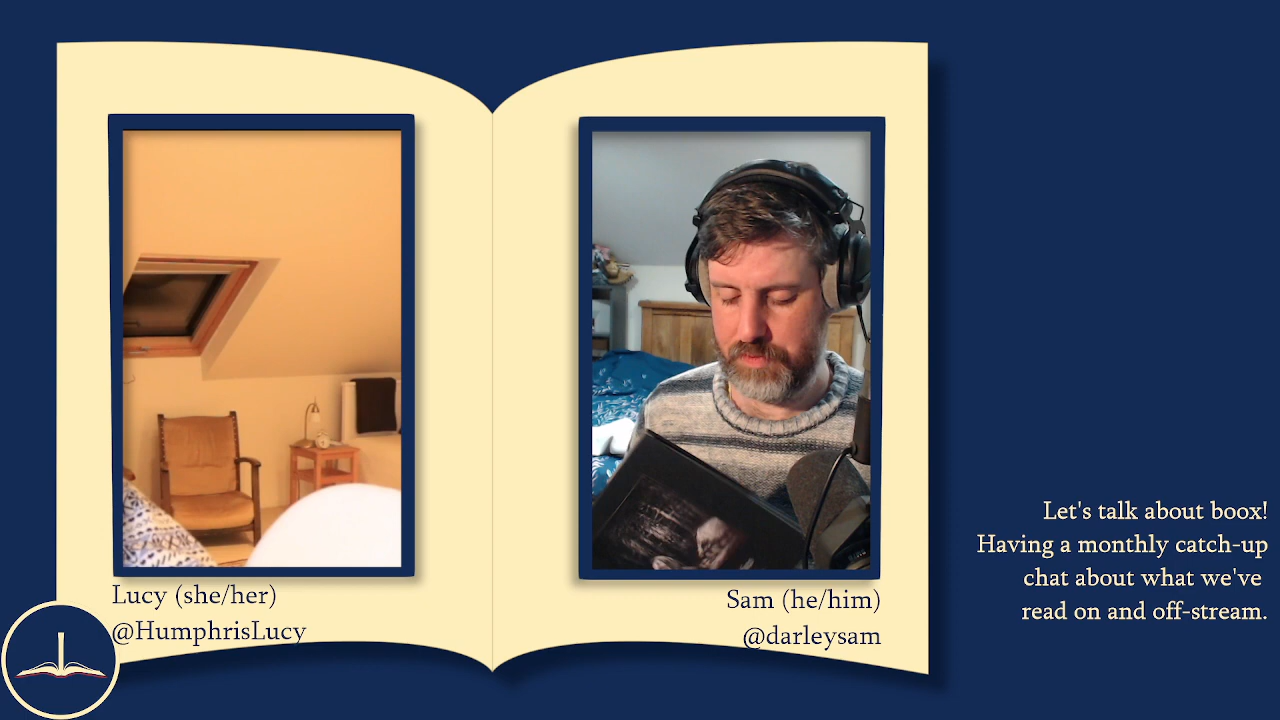 Lucy (she/her)
@HumphrisLucy
Sam (he/him)
@darleysam
Let's talk about boox!
Having a monthly catch-up
chat about what we've
read on and off-stream.